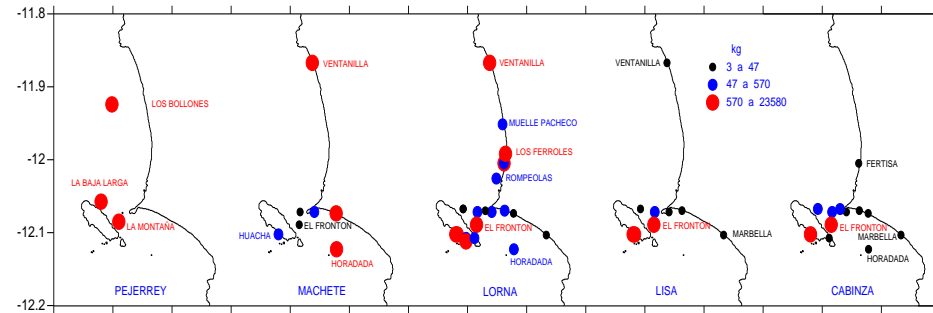 -11.8
-11.9
-12
-12.1
-12.2
LOS BOLLONES
LA BAJA LARGA
LA MONTAÑA
PEJERREY
VENTANILLA
EL FRONTON
HUACHA
HORADADA
MACHETE
VENTANILLA
MUELLE PACHECO
LOS FERROLES
ROMPEOLAS
EL FRONTON
HORADADA
LORNA
VENTANILLA
EL FRONTON
MARBELLA
LISA
kg
3 a 47
47 a 570
570 a 23580
FERTISA
EL FRONTON
MARBELLA
HORADADA
CABINZA